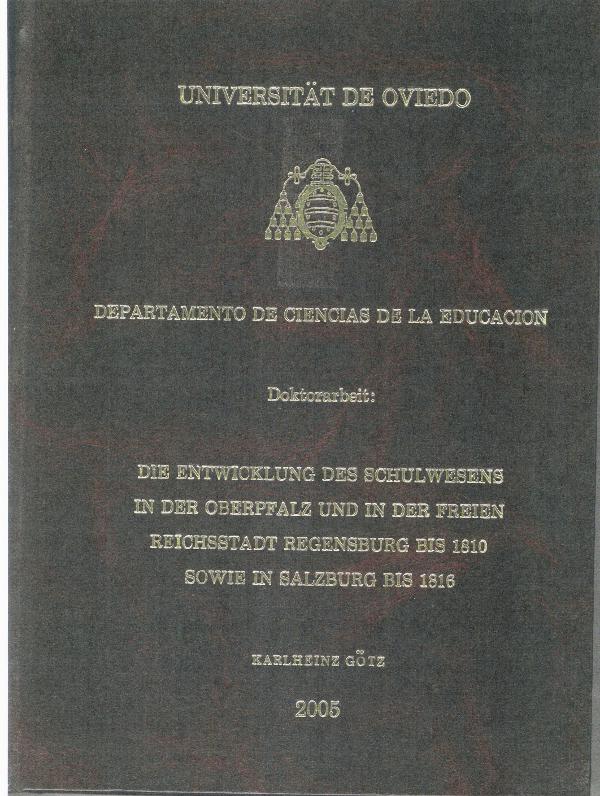 UNIVERSITÄT DE OVIEDO
DEPARTAMENTO DE CIENCIAS DE LA EDUCACION
Doktorarbeit:
DIE ENTWICKLUNG DES SCHULWESENS
IN DER OBERPFALZ UND IN DER FREIEN
REICHSSTADT REGENSBURG BIS 1810
SOWIE IN SALZBURG BIS 1816
KARLHEINZ GÖTZ
2005